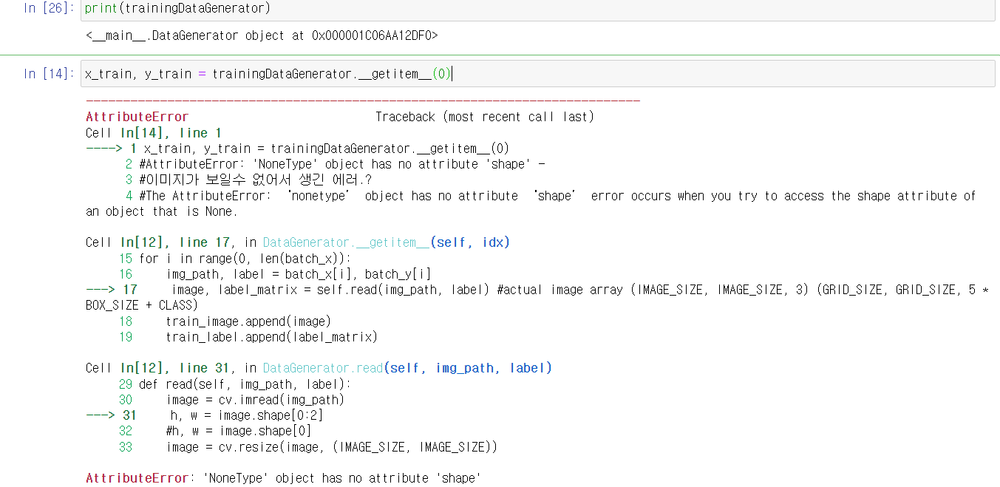 In [26]: print(trainingDataGenerator)
<__main__.DataGenerator object at 0x000001C06AA12DF0>
In [14]: x_train, y_train = trainingDataGenerator.__getitem__(0)
---------------------------------------------------------------------------
AttributeError Traceback (most recent call last)
Cell In[14], line 1
----> 1 x_train, y_train = trainingDataGenerator.__getitem__(0)
2 #AttributeError: 'NoneType' object has no attribute 'shape' -
3 #이미지가 보일수 없어서 생긴 에러.?
4 #The AttributeError: ‘nonetype’ object has no attribute ‘shape’ error occurs when you try to access the shape attribute of
an object that is None.
Cell In[12], line 17, in DataGenerator.__getitem__(self, idx)
15 for i in range(0, len(batch_x)):
16 img_path, label = batch_x[i], batch_y[i]
---> 17 image, label_matrix = self.read(img_path, label) #actual image array (IMAGE_SIZE, IMAGE_SIZE, 3) (GRID_SIZE, GRID_SIZE, 5 *
BOX_SIZE + CLASS)
18 train_image.append(image)
19 train_label.append(label_matrix)
Cell In[12], line 31, in DataGenerator.read(self, img_path, label)
29 def read(self, img_path, label):
30 image = cv.imread(img_path)
---> 31 h, w = image.shape[0:2]
32 #h, w = image.shape[0]
33 image = cv.resize(image, (IMAGE_SIZE, IMAGE_SIZE))
AttributeError: 'NoneType' object has no attribute 'shape'